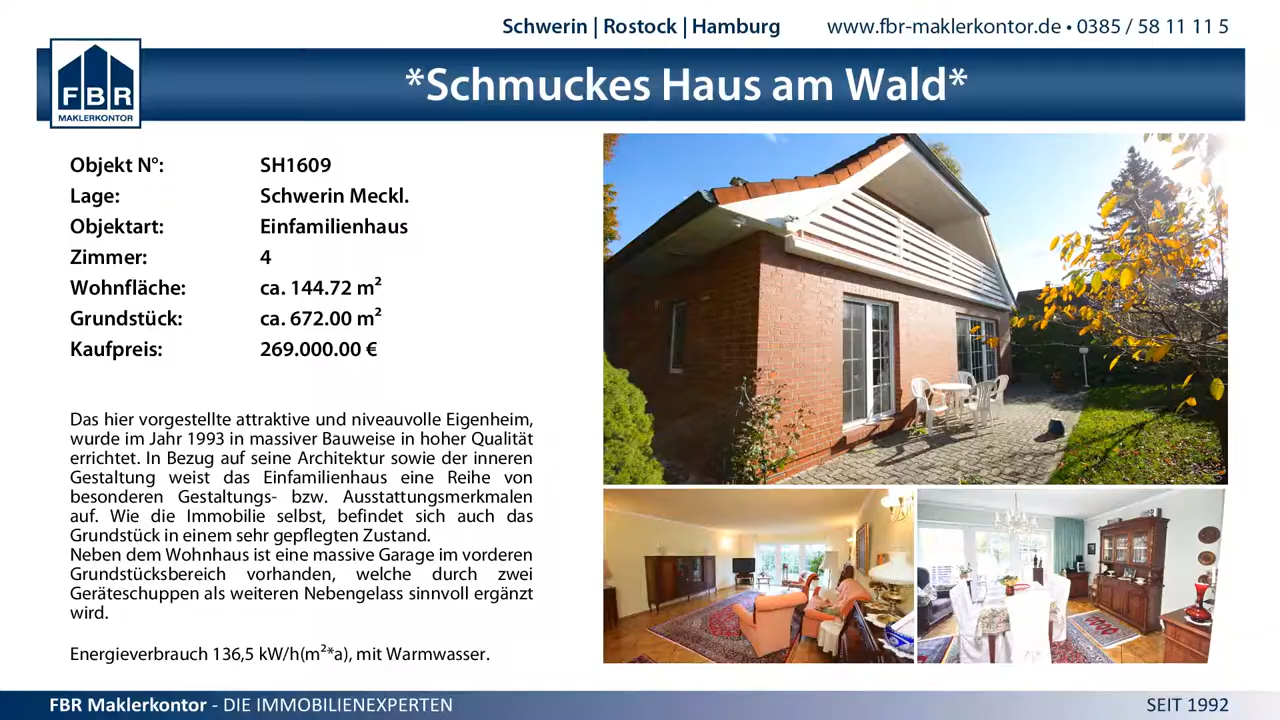 Schwerin | Rostock | Hamburg www.fbr-maklerkontor.de • 0385 / 58 11 11 5
FBR
MAKLERKONTOR
*Schmuckes Haus am Wald*
Objekt N°: SH1609
Lage: Schwerin Meckl.
Objektart: Einfamilienhaus
Zimmer: 4
Wohnfläche: ca. 144.72 m²
Grundstück: ca. 672.00 m²
Kaufpreis: 269.000.00 €
Das hier vorgestellte attraktive und niveauvolle Eigenheim,
wurde im Jahr 1993 in massiver Bauweise in hoher Qualität
errichtet. In Bezug auf seine Architektur sowie der inneren
Gestaltung weist das Einfamilienhaus eine Reihe von
besonderen Gestaltungs- bzw. Ausstattungsmerkmalen
auf. Wie die Immobilie selbst, befindet sich auch das
Grundstück in einem sehr gepflegten Zustand.
Neben dem Wohnhaus ist eine massive Garage im vorderen
Grundstücksbereich vorhanden, welche durch zwei
Geräteschuppen als weiteren Nebengelass sinnvoll ergänzt
wird.
Energieverbrauch 136,5 kW/h(m²*a), mit Warmwasser.
FBR Maklerkontor - DIE IMMOBILIENEXPERTEN SEIT 1992